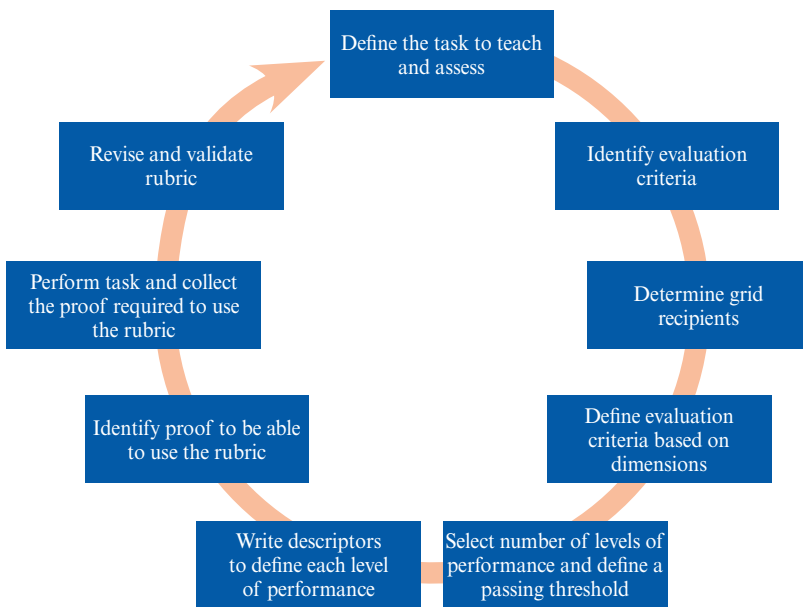 Define the task to teach
and assess
Identify evaluation
criteria
Determine grid
recipients
Define evaluation
criteria based on
dimensions
Select number of levels of
performance and define a
passing threshold
Write descriptors
to define each level
of performance
Identify proof to be able
to use the rubric
Perform task and collect
the proof required to use
the rubric
Revise and validate
rubric